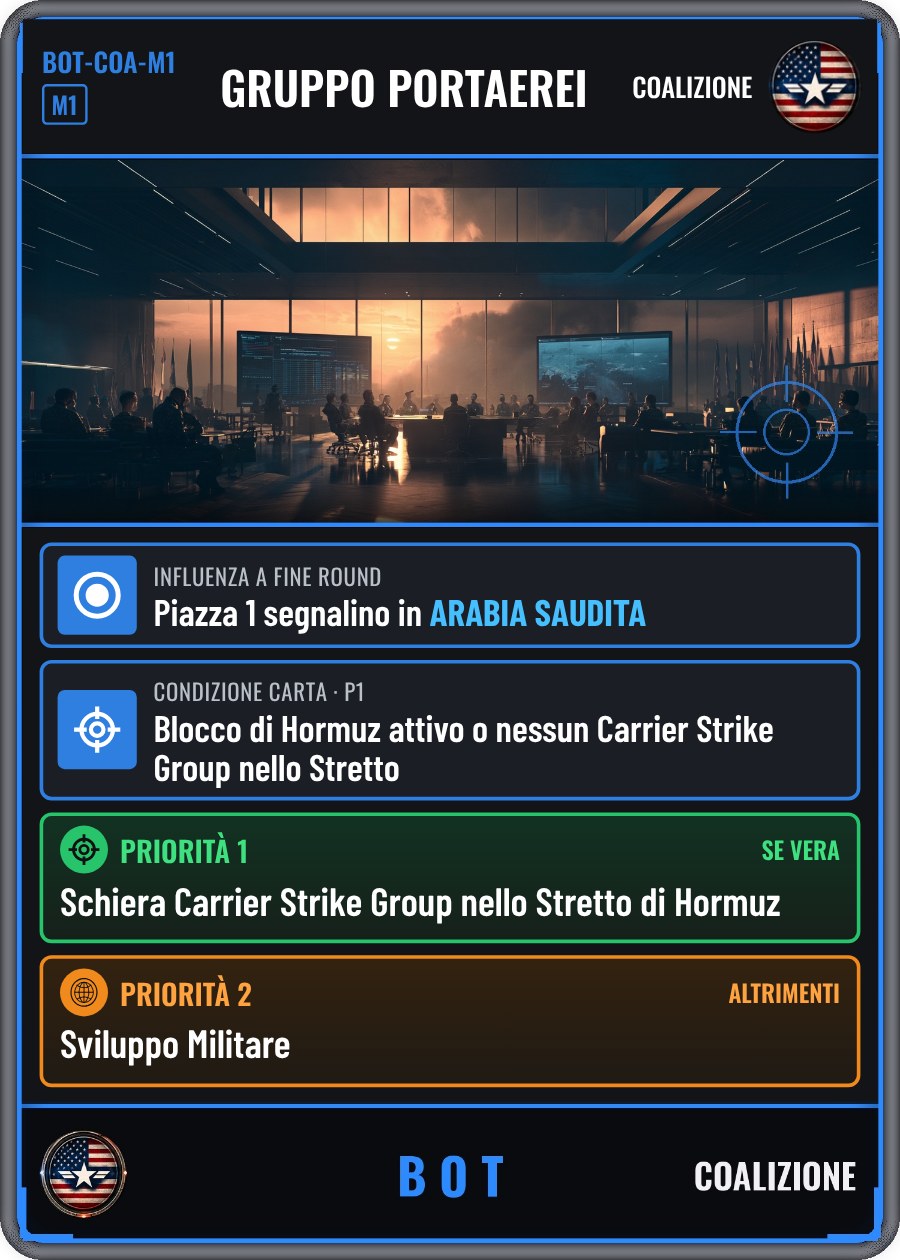 BOT-COA-M1
M1
GRUPPO PORTAEREI
COALIZIONE
INFLUENZA A FINE ROUND
Piazza 1 segnalino in ARABIA SAUDITA
CONDIZIONE CARTA · P1
Blocco di Hormuz attivo o nessun Carrier Strike
Group nello Stretto
PRIORITÀ 1
SE VERA
Schiera Carrier Strike Group nello Stretto di Hormuz
PRIORITÀ 2
ALTRIMENTI
Sviluppo Militare
BOT
COALIZIONE